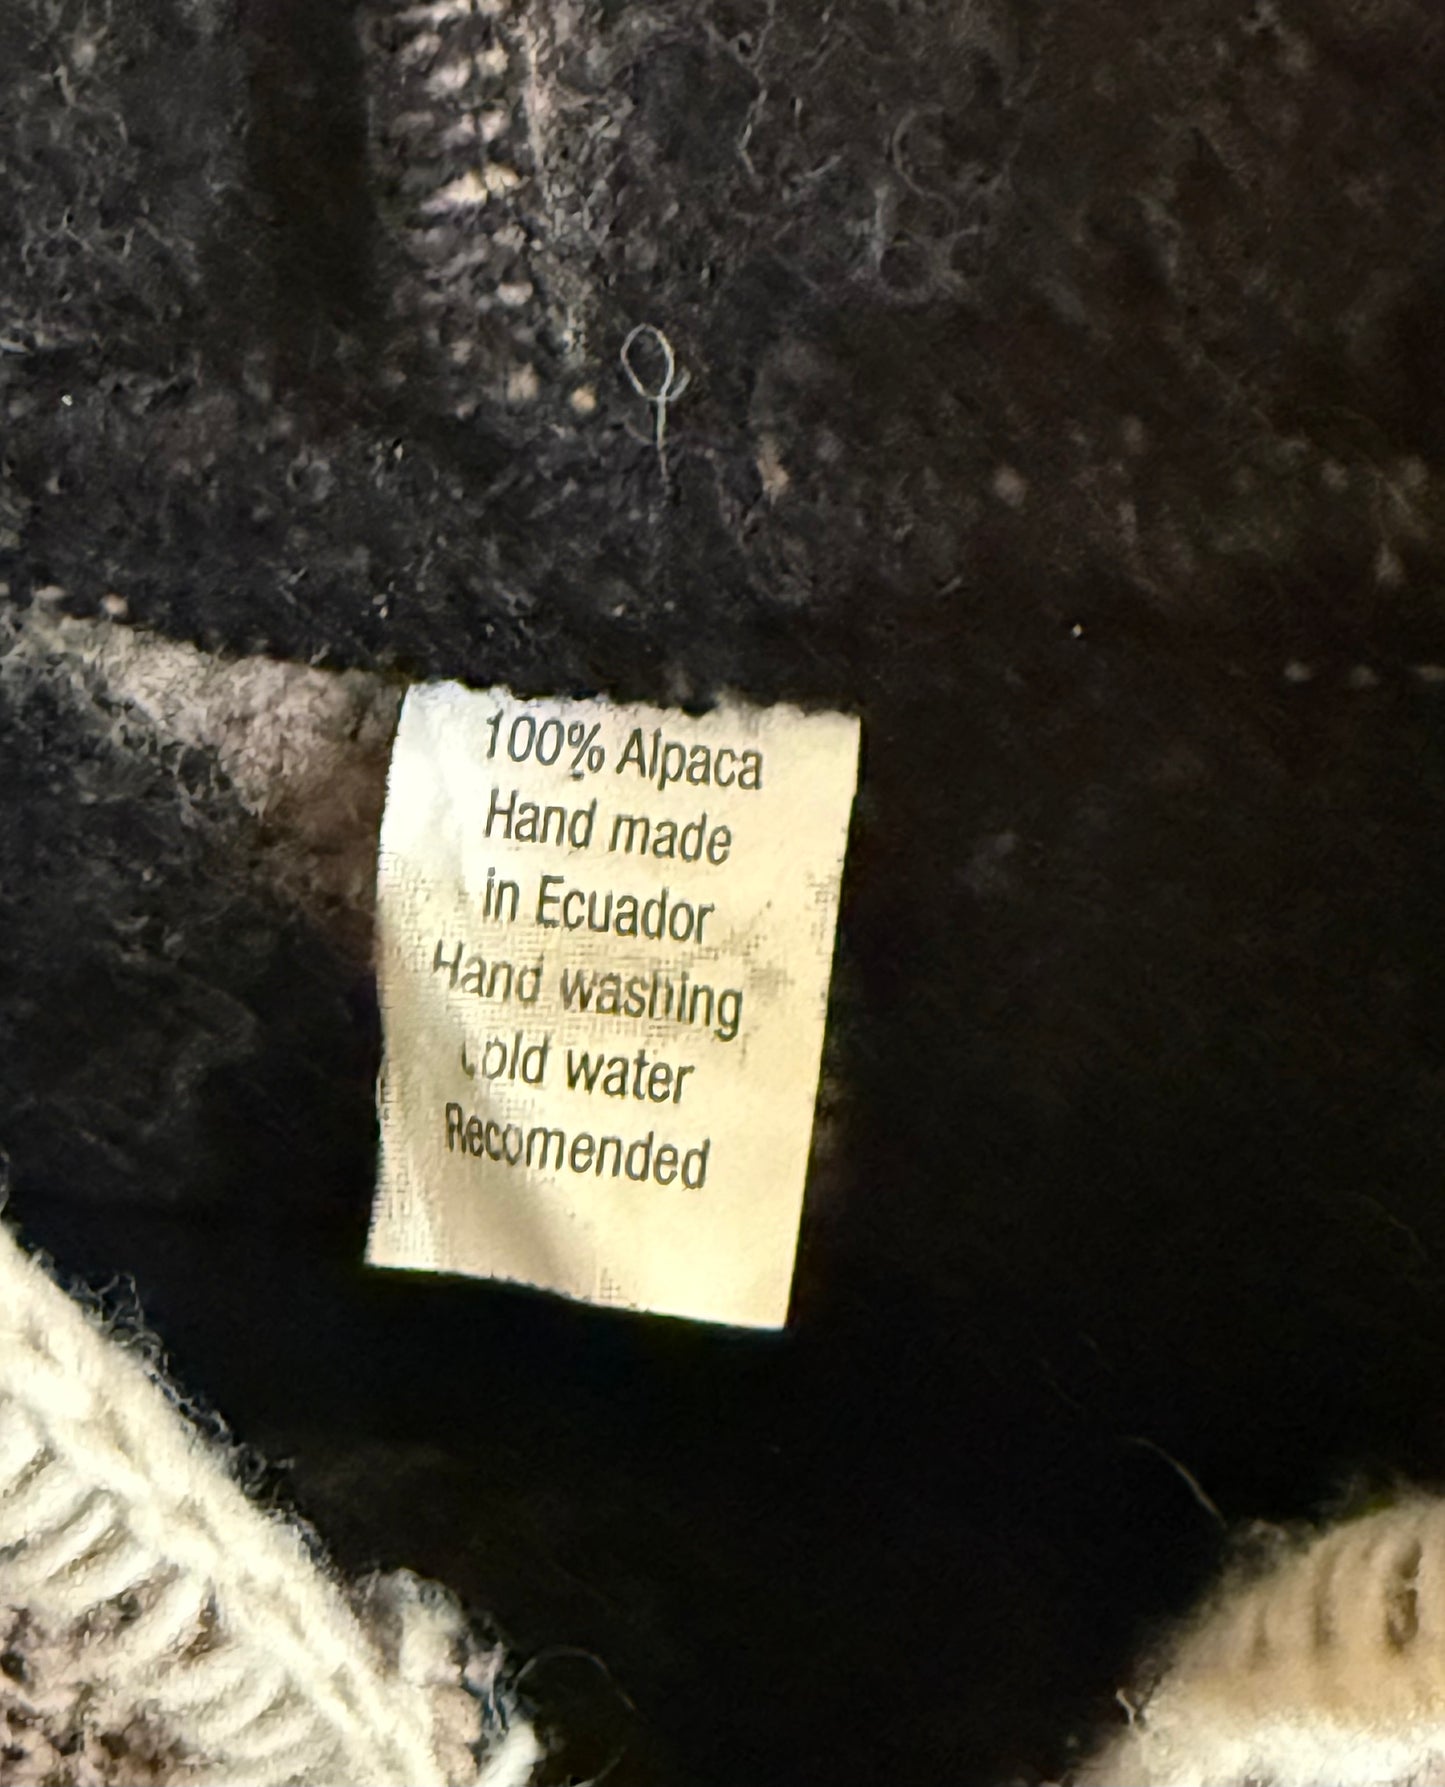 100% Alpaca
Hand made
in Ecuador
Hand washing
Cold water
Recomended